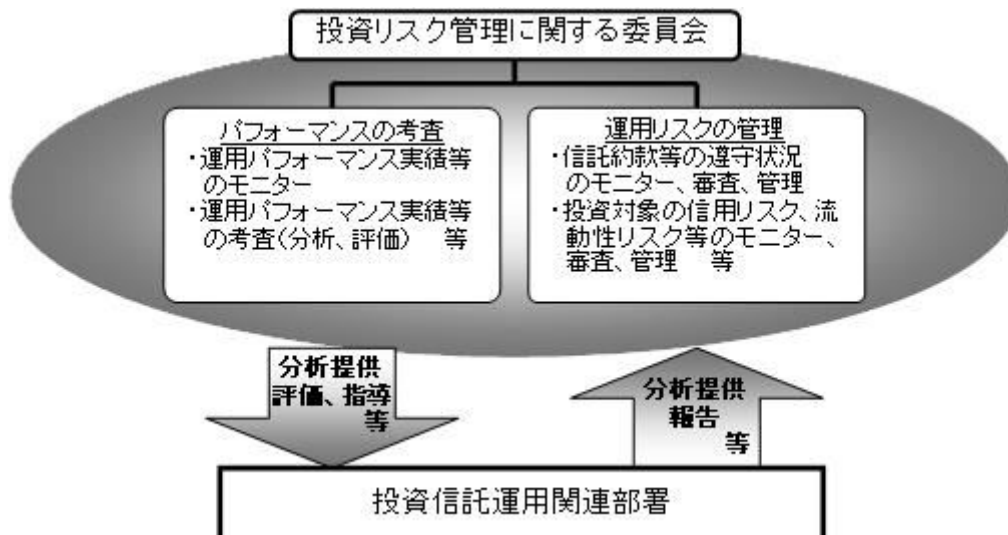 投資リスク管理に関する委員会
パフォーマンスの考査
・運用パフォーマンス実績等
のモニター
・運用パフォーマンス実績等
の考査(分析、評価) 等
運用リスクの管理
・信託約款等の遵守状況
のモニター、審査、管理
・投資対象の信用リスク、流
動性リスク等のモニター、
審査、管理 等
分析提供
評価、指導
等
分析提供
報告
等
投資信託運用関連部署